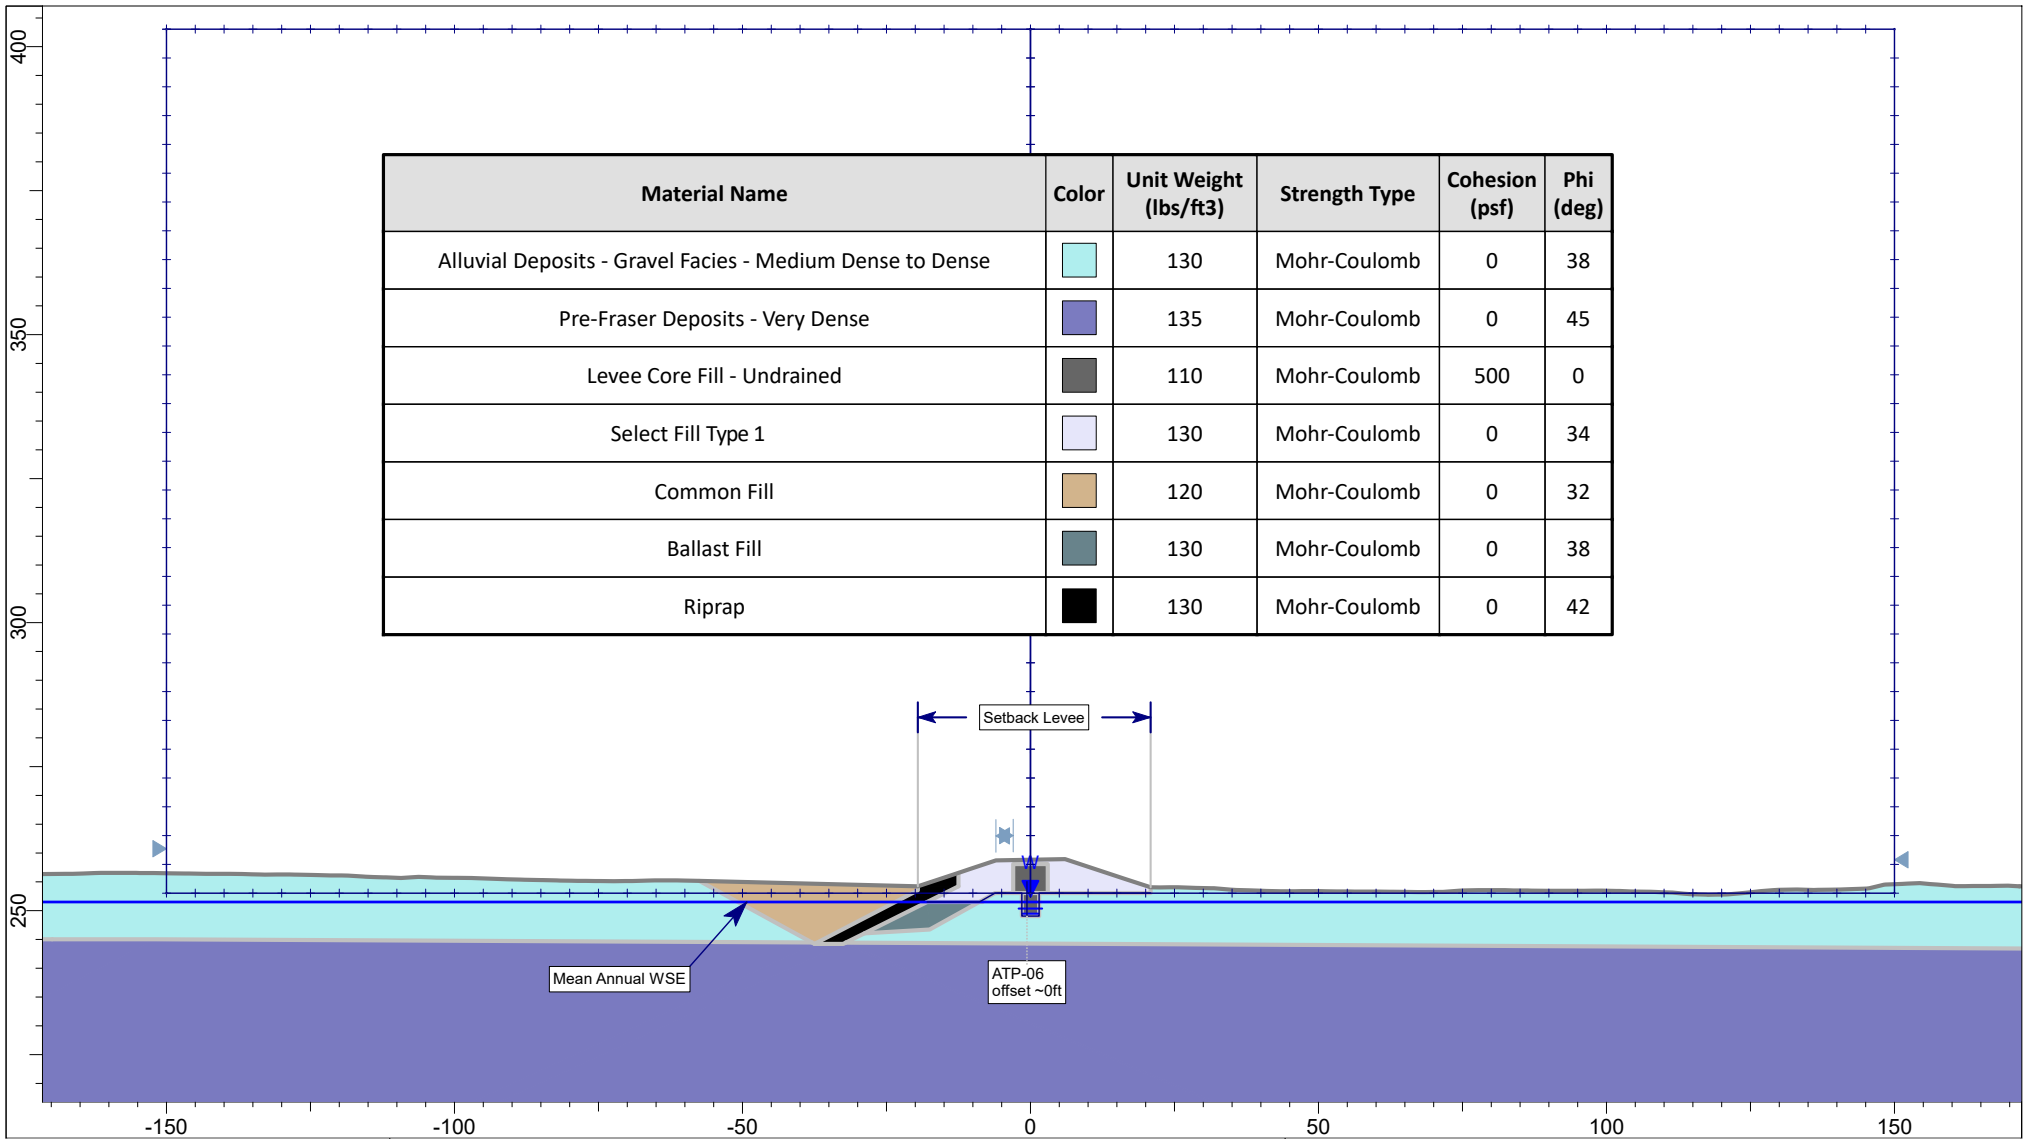 400
350
300
250
Material Name Color Unit Weight (lbs/ft3) Strength Type Cohesion (psf) Phi (deg)
Alluvial Deposits - Gravel Facies - Medium Dense to Dense 130 Mohr-Coulomb 0 38
Pre-Fraser Deposits - Very Dense 135 Mohr-Coulomb 0 45
Levee Core Fill - Undrained 110 Mohr-Coulomb 500 0
Select Fill Type 1 130 Mohr-Coulomb 0 34
Common Fill 120 Mohr-Coulomb 0 32
Ballast Fill 130 Mohr-Coulomb 0 38
Riprap 130 Mohr-Coulomb 0 42
Setback Levee
W
Mean Annual WSE
ATP-06
offset ~0ft
-150 -100 -50 0 50 100 150